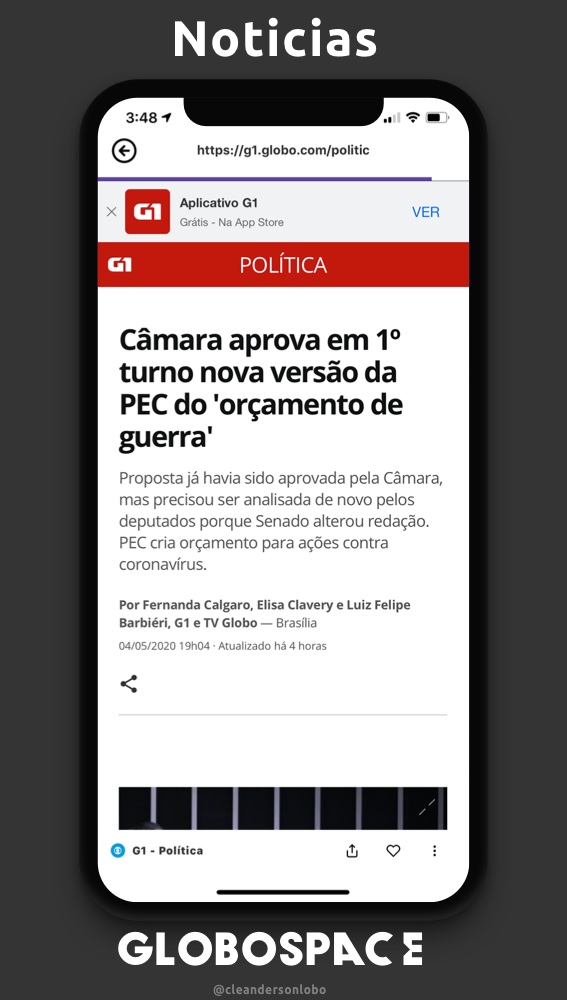 Noticias
3:48
https://g1.globo.com/politic
G1
Aplicativo G1
Grátis - Na App Store
VER
G1
POLÍTICA
Câmara aprova em 1º
turno nova versão da
PEC do 'orçamento de
guerra'
Proposta já havia sido aprovada pela Câmara,
mas precisou ser analisada de novo pelos
deputados porque Senado alterou redação.
PEC cria orçamento para ações contra
coronavírus.
Por Fernanda Calgaro, Elisa Clavery e Luiz Felipe
Barbiéri, G1 e TV Globo — Brasília
04/05/2020 19h04 · Atualizado há 4 horas
G1 - Política
GLOBOSPACE
@cleandersonlobo